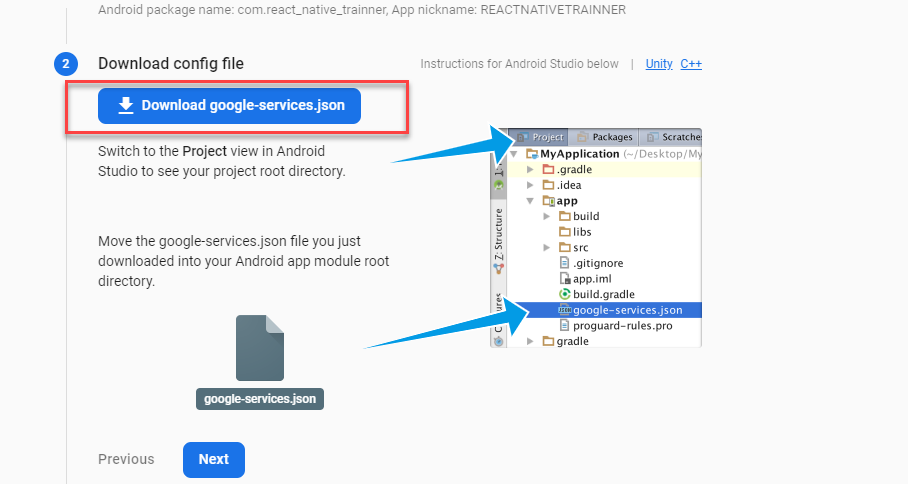 Android package name: com.react_native_trainner, App nickname: REACTNATIVETRAINNER
2 Download config file
Instructions for Android Studio below | Unity C++
Download google-services.json
Switch to the Project view in Android
Studio to see your project root directory.
Move the google-services.json file you just
downloaded into your Android app module root
directory.
google-services.json
Project Packages Scratches
MyApplication (~/Desktop/My
.gradle
.idea
app
build
libs
src
.gitignore
app.iml
build.gradle
google-services.json
proguard-rules.pro
gradle
Z: Structure
Previous Next